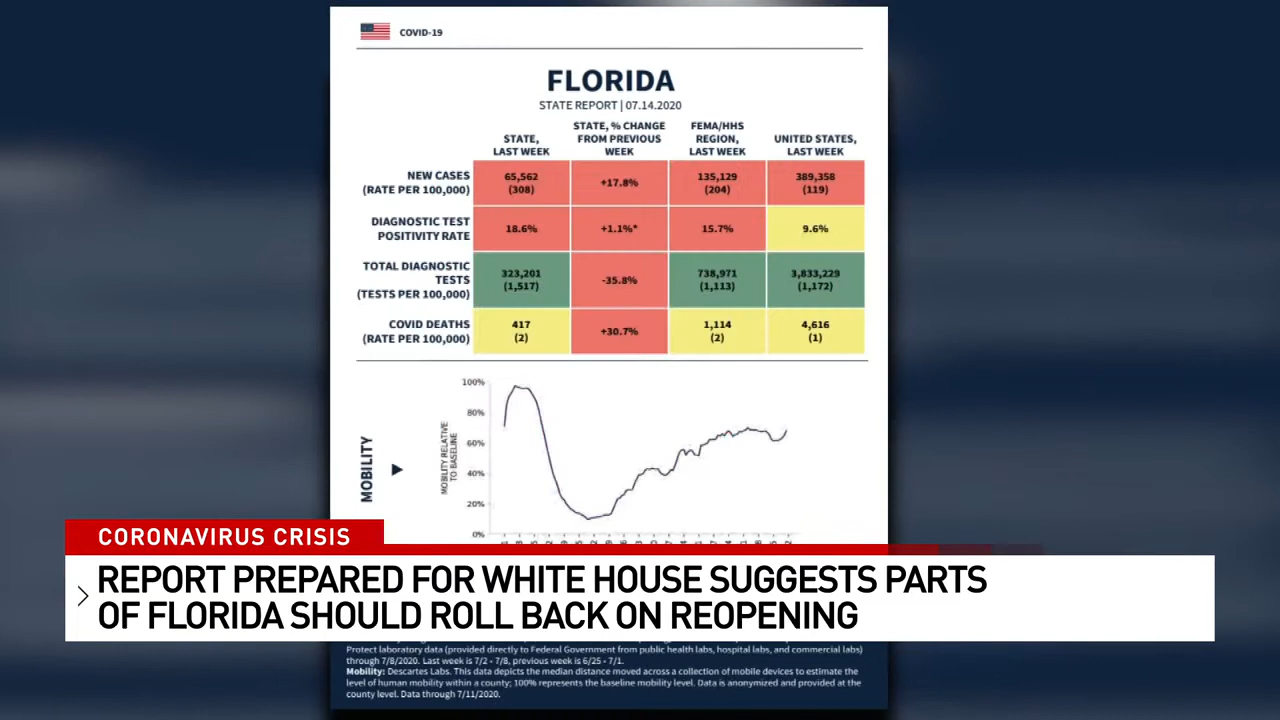 COVID-19
FLORIDA
STATE REPORT | 07.14.2020
STATE, LAST WEEK
STATE, % CHANGE FROM PREVIOUS WEEK
FEMA/HHS REGION, LAST WEEK
UNITED STATES, LAST WEEK
NEW CASES (RATE PER 100,000)
65,562 (308)
+17.8%
135,129 (204)
389,358 (119)
DIAGNOSTIC TEST POSITIVITY RATE
18.6%
+1.1%*
15.7%
9.6%
TOTAL DIAGNOSTIC TESTS (TESTS PER 100,000)
323,201 (1,517)
-35.8%
738,971 (1,113)
3,833,229 (1,172)
COVID DEATHS (RATE PER 100,000)
417 (2)
+30.7%
1,114 (2)
4,616 (1)
MOBILITY
MOBILITY RELATIVE TO BASELINE
100%
80%
60%
40%
20%
0%
CORONAVIRUS CRISIS
REPORT PREPARED FOR WHITE HOUSE SUGGESTS PARTS
OF FLORIDA SHOULD ROLL BACK ON REOPENING
Protect laboratory data (provided directly to Federal Government from public health labs, hospital labs, and commercial labs)
through 7/8/2020. Last week is 7/2 - 7/8, previous week is 6/25 - 7/1.
Mobility: Descartes Labs. This data depicts the median distance moved across a collection of mobile devices to estimate the
level of human mobility within a county; 100% represents the baseline mobility level. Data is anonymized and provided at the
county level. Data through 7/11/2020.